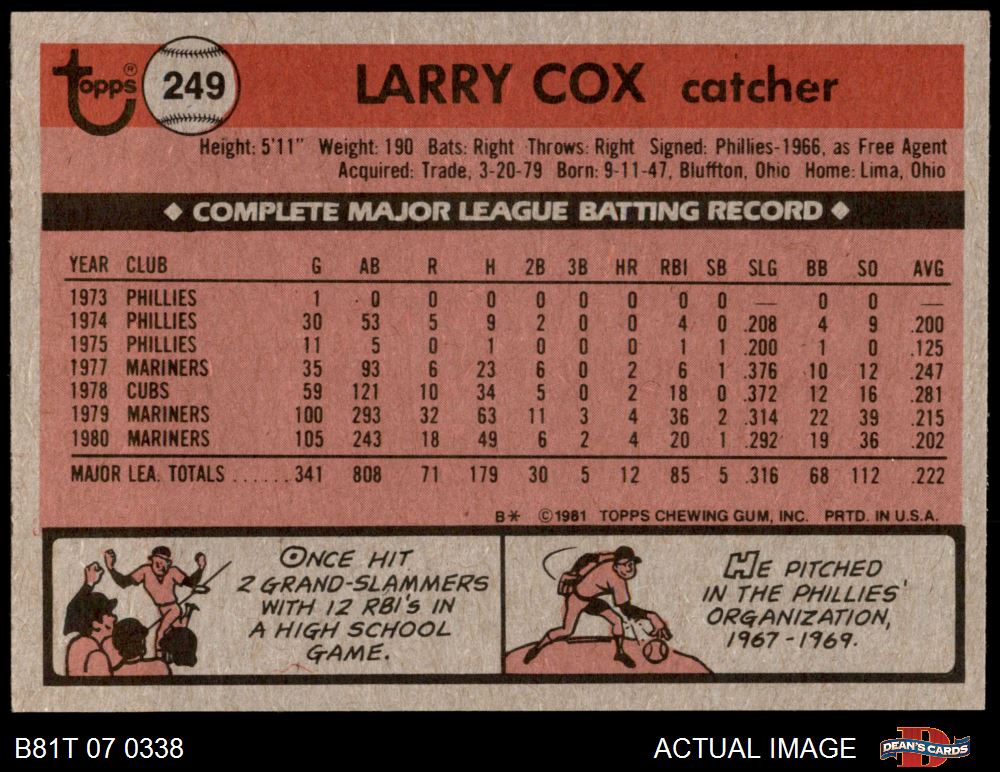 Topps® 249 LARRY COX catcher
Height: 5'11" Weight: 190 Bats: Right Throws: Right Signed: Phillies-1966, as Free Agent
Acquired: Trade, 3-20-79 Born: 9-11-47, Bluffton, Ohio Home: Lima, Ohio
◆ COMPLETE MAJOR LEAGUE BATTING RECORD ◆
YEAR CLUB G AB R H 2B 3B HR RBI SB SLG BB SO AVG
1973 PHILLIES 1 0 0 0 0 0 0 0 0 — 0 0 —
1974 PHILLIES 30 53 5 9 2 0 0 4 0 .208 4 9 .200
1975 PHILLIES 11 5 0 1 0 0 0 1 1 .200 1 0 .125
1977 MARINERS 35 93 6 23 6 0 2 6 1 .376 10 12 .247
1978 CUBS 59 121 10 34 5 0 2 18 0 .372 12 16 .281
1979 MARINERS 100 293 32 63 11 3 4 36 2 .314 22 39 .215
1980 MARINERS 105 243 18 49 6 2 4 20 1 .292 19 36 .202
MAJOR LEA. TOTALS ......341 808 71 179 30 5 12 85 5 .316 68 112 .222
B* ©1981 TOPPS CHEWING GUM, INC. PRTD. IN U.S.A.
ONCE HIT
2 GRAND-SLAMMERS
WITH 12 RBI's IN
A HIGH SCHOOL
GAME.
HE PITCHED
IN THE PHILLIES'
ORGANIZATION,
1967-1969.
B81T 07 0338 ACTUAL IMAGE DEAN'S CARDS